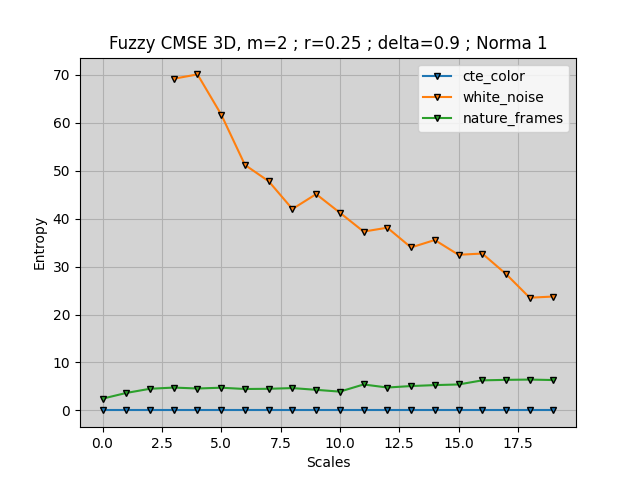 Fuzzy CMSE 3D, m=2 ; r=0.25 ; delta=0.9 ; Norma 1
cte_color
white_noise
nature_frames
70
60
50
40
30
20
10
0
Entropy
0.0 2.5 5.0 7.5 10.0 12.5 15.0 17.5
Scales